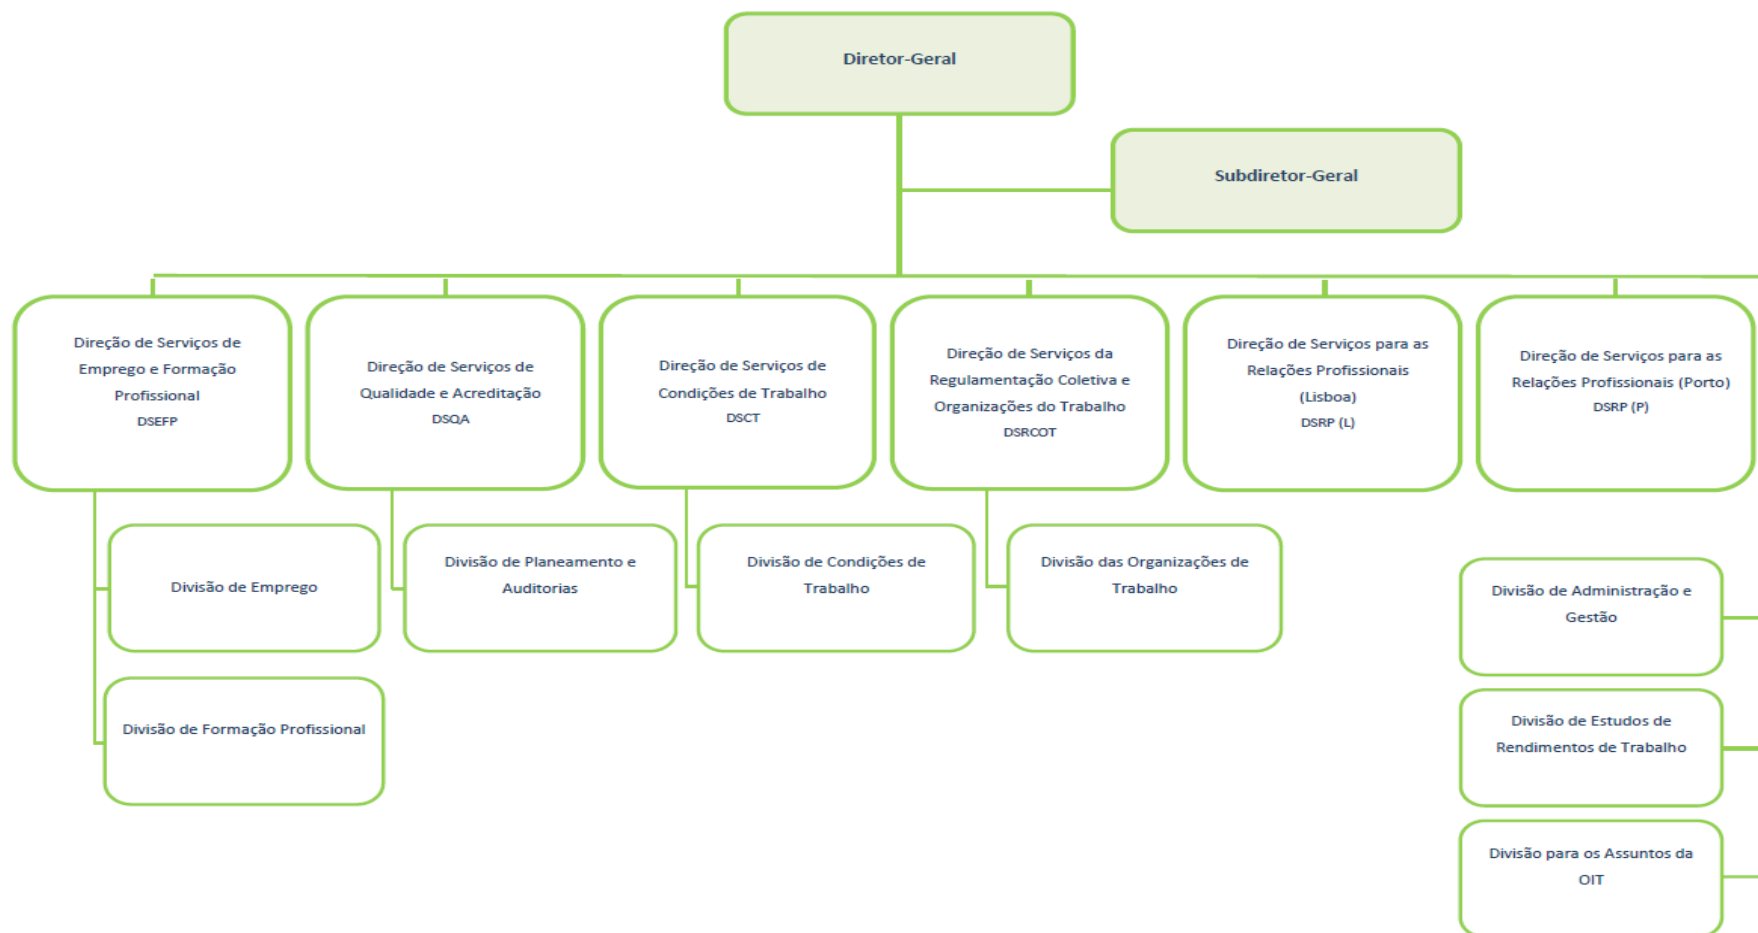 Diretor-Geral
Subdiretor-Geral
Direção de Serviços de
Emprego e Formação
Profissional
DSEFP
Direção de Serviços de
Qualidade e Acreditação
DSQA
Direção de Serviços de
Condições de Trabalho
DSCT
Direção de Serviços da
Regulamentação Coletiva e
Organizações do Trabalho
DSRCOT
Direção de Serviços para as
Relações Profissionais
(Lisboa)
DSRP (L)
Direção de Serviços para as
Relações Profissionais (Porto)
DSRP (P)
Divisão de Emprego
Divisão de Planeamento e
Auditorias
Divisão de Condições de
Trabalho
Divisão das Organizações de
Trabalho
Divisão de Administração e
Gestão
Divisão de Formação Profissional
Divisão de Estudos de
Rendimentos de Trabalho
Divisão para os Assuntos da
OIT